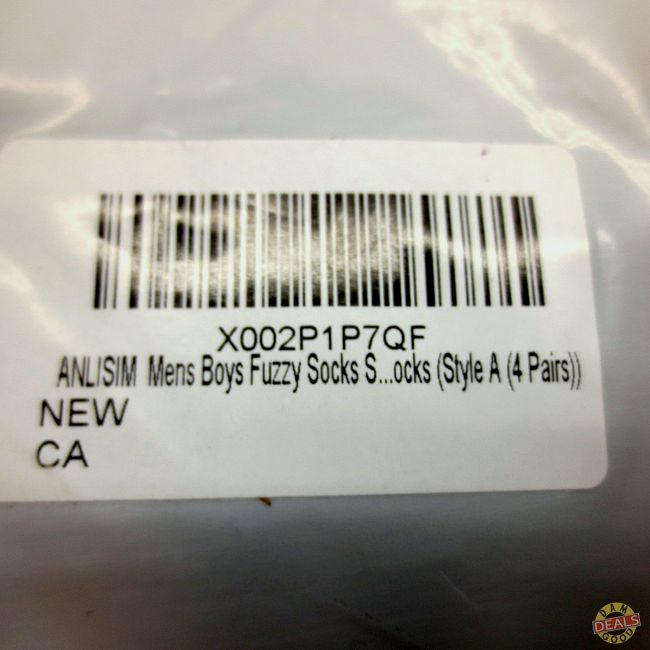 X002P1P7QF
ANLISIM Mens Boys Fuzzy Socks S...ocks (Style A (4 Pairs))
NEW
CA
DAM
DEALS
GOOD